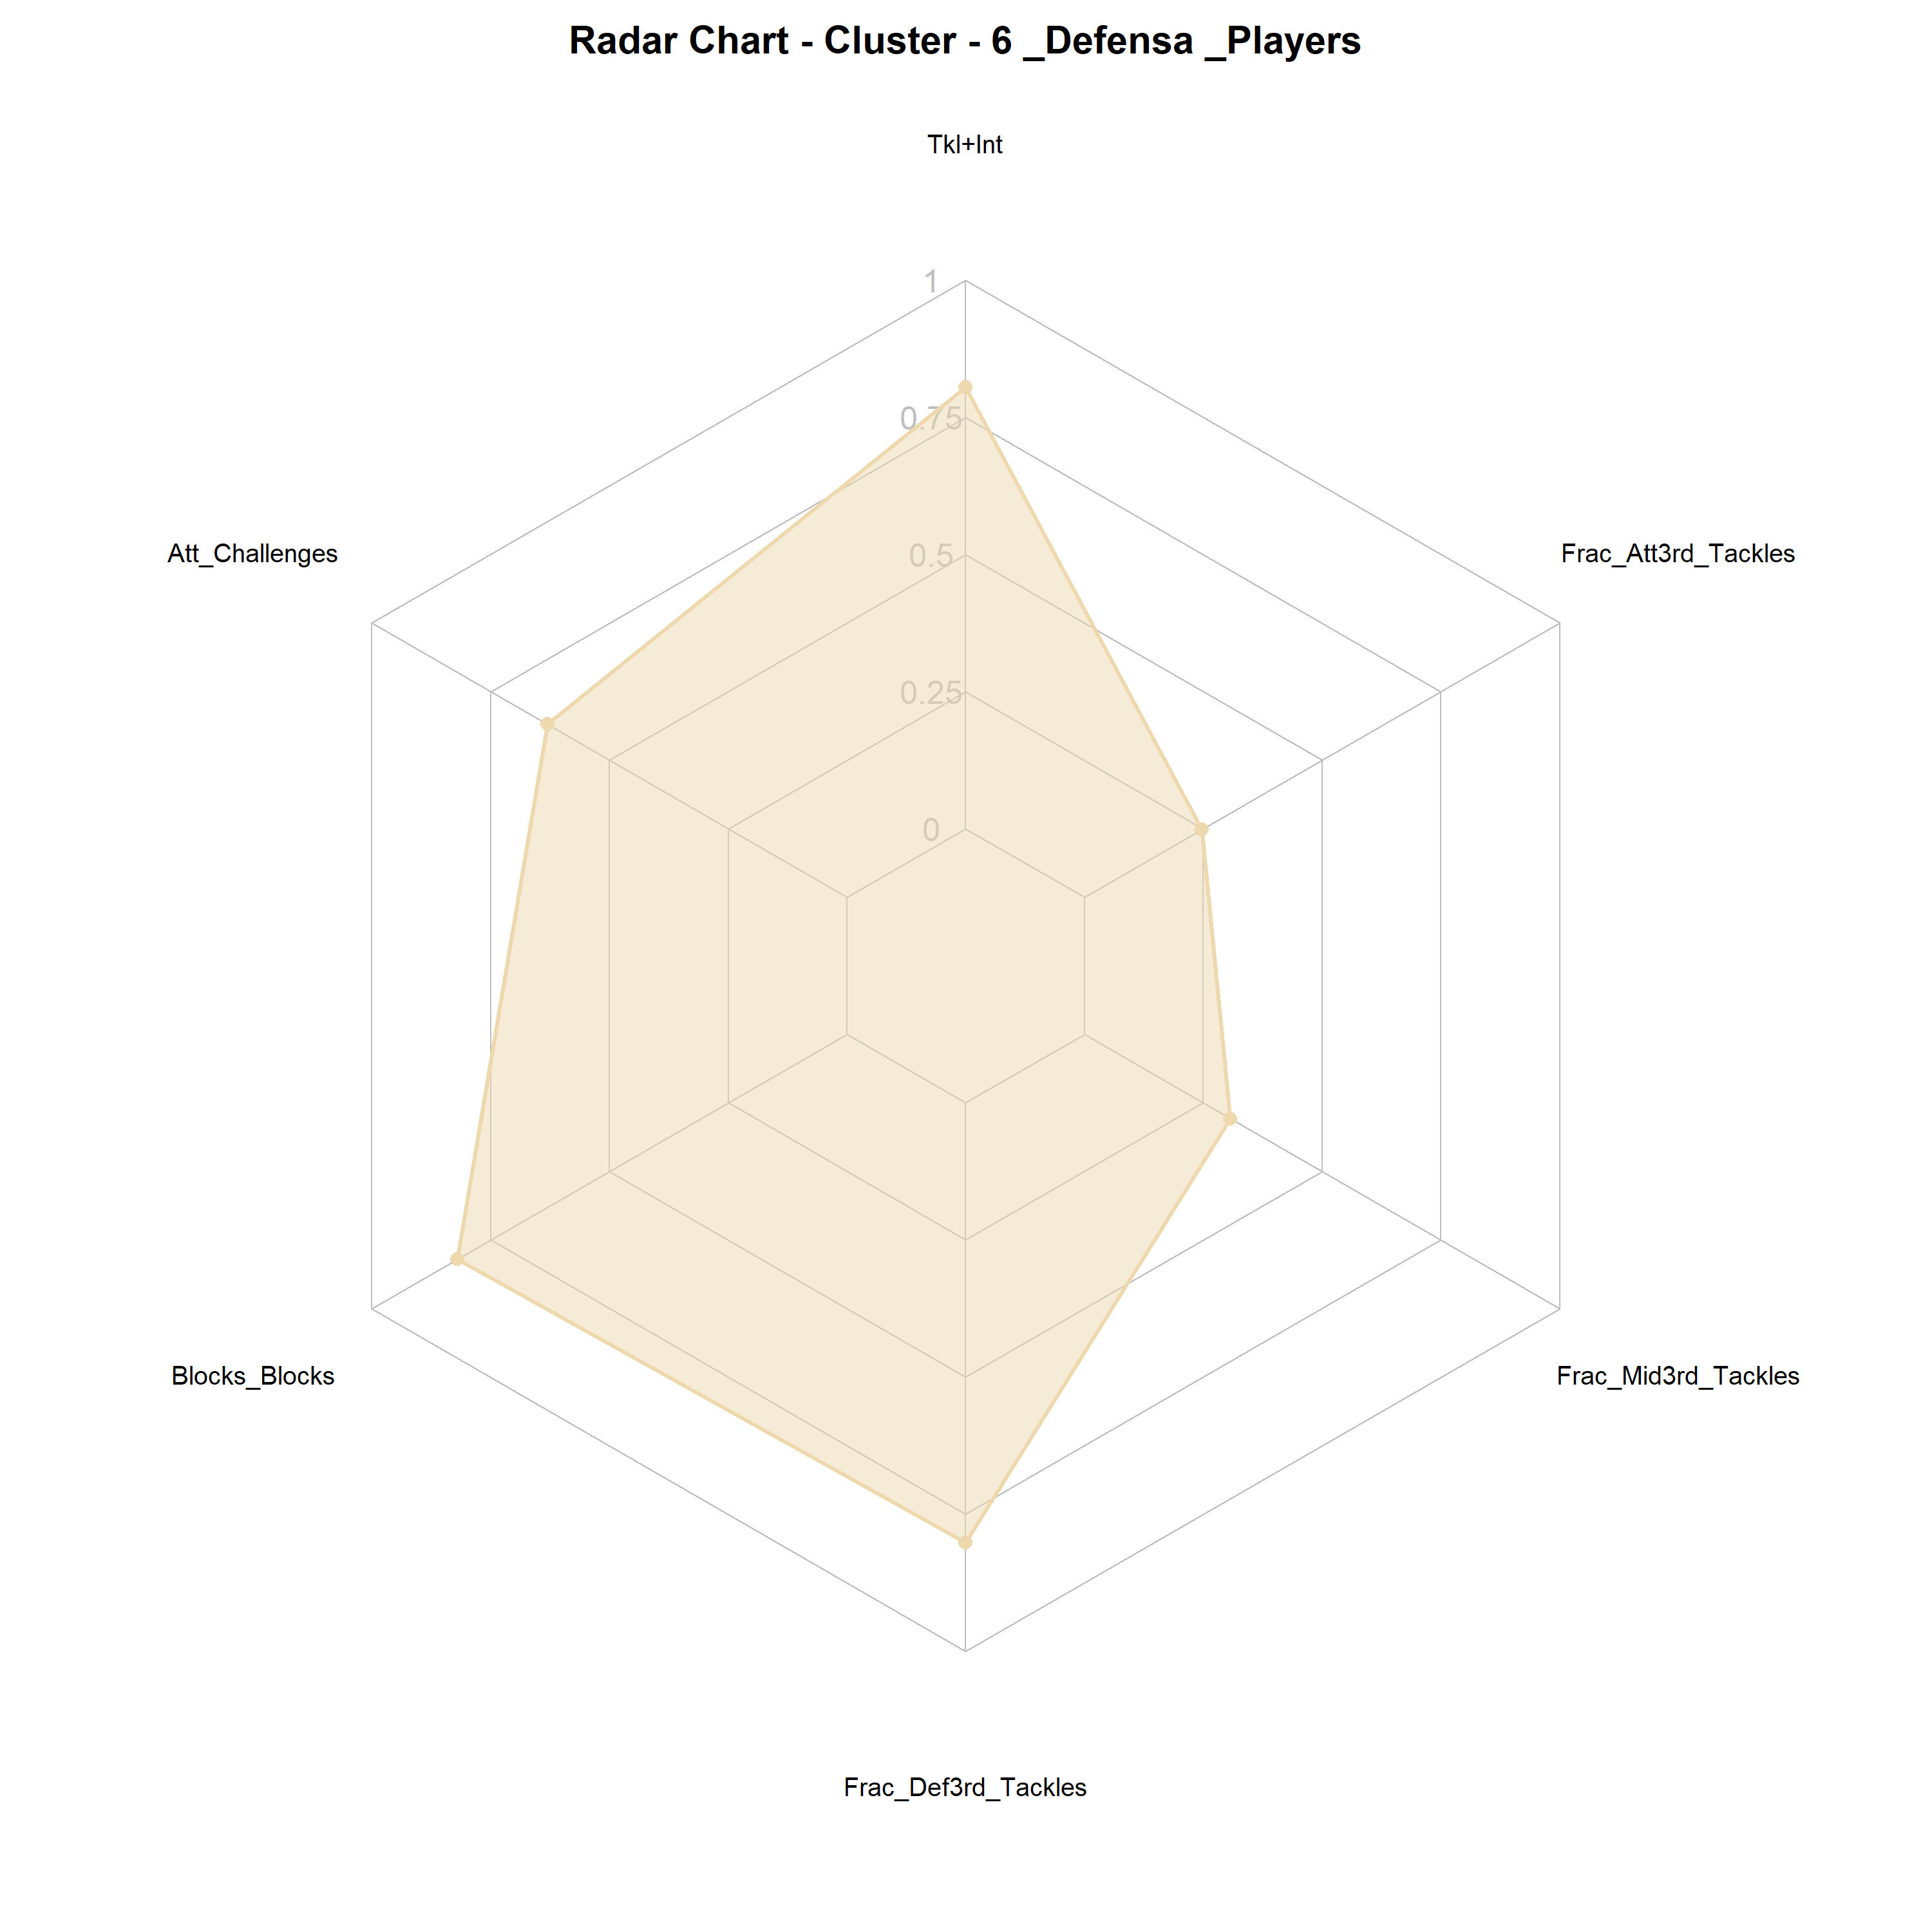 Radar Chart - Cluster - 6 _Defensa _Players
Tkl+Int
1
0.75
Att_Challenges
Frac_Att3rd_Tackles
0.5
0.25
0
Blocks_Blocks
Frac_Mid3rd_Tackles
Frac_Def3rd_Tackles